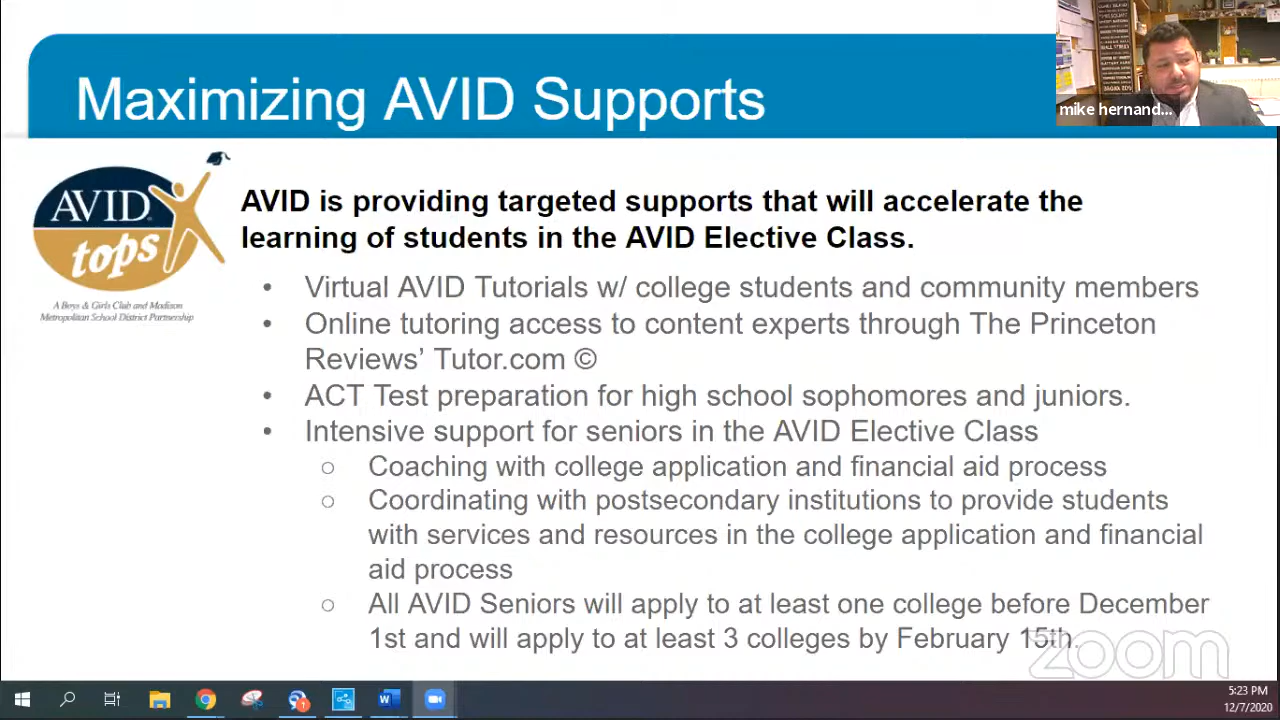 Maximizing AVID Supports
mike hernand...
AVID
tops
A Boys & Girls Club and Madison
Metropolitan School District Partnership
AVID is providing targeted supports that will accelerate the
learning of students in the AVID Elective Class.
• Virtual AVID Tutorials w/ college students and community members
• Online tutoring access to content experts through The Princeton
Reviews’ Tutor.com ©
• ACT Test preparation for high school sophomores and juniors.
• Intensive support for seniors in the AVID Elective Class
○ Coaching with college application and financial aid process
○ Coordinating with postsecondary institutions to provide students
with services and resources in the college application and financial
aid process
○ All AVID Seniors will apply to at least one college before December
1st and will apply to at least 3 colleges by February 15th.
zoom
5:23 PM
12/7/2020